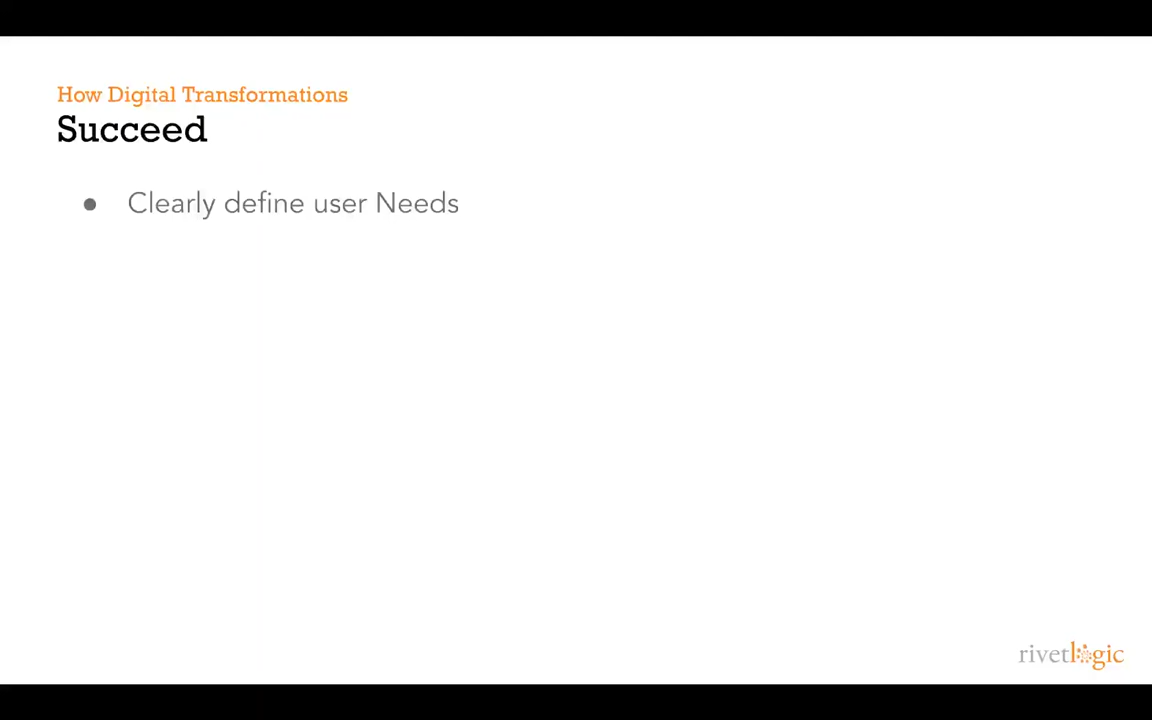 How Digital Transformations
Succeed
● Clearly define user Needs
rivetlogic